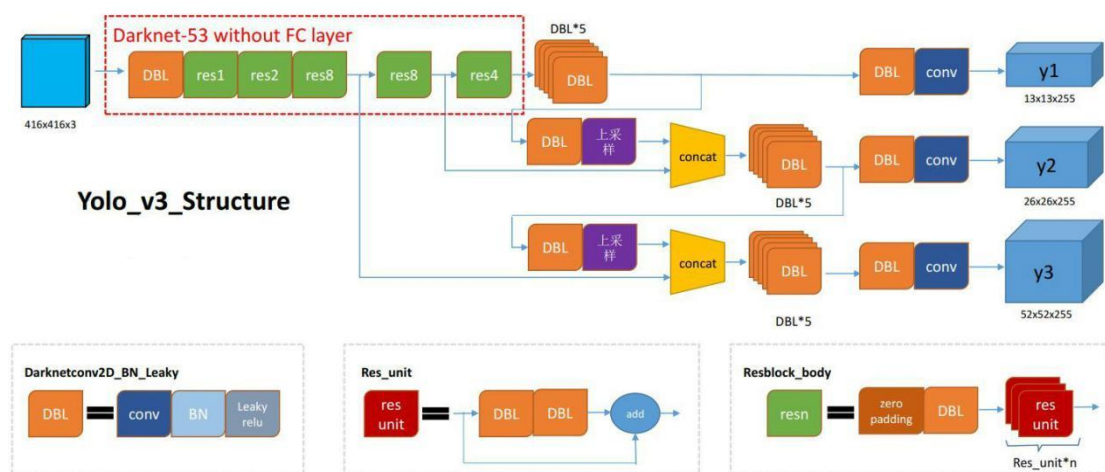 Darknet-53 without FC layer
DBL*5
DBL
res1
res2
res8
res8
res4
DBL
DBL
conv
y1
416x416x3
13x13x255
DBL
上采
样
concat
DBL
DBL
conv
y2
Yolo_v3_Structure
DBL*5
26x26x255
DBL
上采
样
concat
DBL
DBL
conv
y3
DBL*5
52x52x255
Darknetconv2D_BN_Leaky
DBL
conv
BN
Leaky
relu
Res_unit
res
unit
DBL
DBL
add
Resblock_body
resn
zero
padding
DBL
res
unit
Res_unit*n